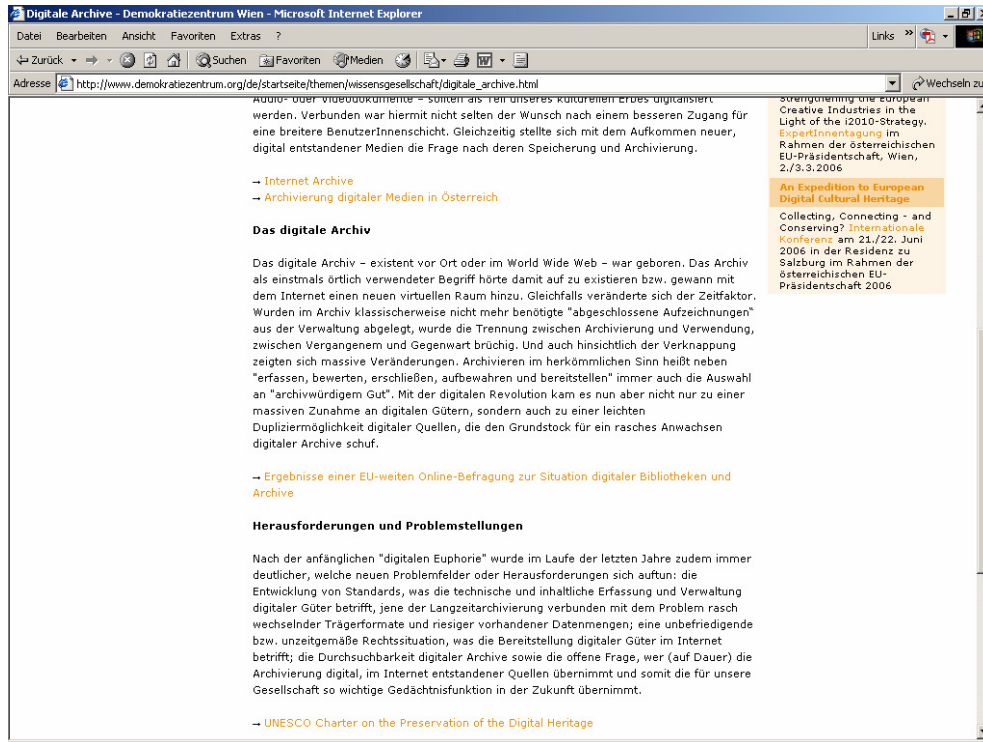 Digitale Archive - Demokratiezentrum Wien - Microsoft Internet Explorer
Datei Bearbeiten Ansicht Favoriten Extras ? Links »
Zurück Suchen Favoriten Medien
Adresse http://www.demokratiezentrum.org/de/startseite/themen/wissensgesellschaft/digitale_archive.html Wechseln zu
Audio- oder Videodokumente – sollten als Teil unseres kulturellen Erbes digitalisiert
werden. Verbunden war hiermit nicht selten der Wunsch nach einem besseren Zugang für
eine breitere BenutzerInnenschicht. Gleichzeitig stellte sich mit dem Aufkommen neuer,
digital entstandener Medien die Frage nach deren Speicherung und Archivierung.
→ Internet Archive
→ Archivierung digitaler Medien in Österreich
Das digitale Archiv
Das digitale Archiv – existent vor Ort oder im World Wide Web – war geboren. Das Archiv
als einstmals örtlich verwendeter Begriff hörte damit auf zu existieren bzw. gewann mit
dem Internet einen neuen virtuellen Raum hinzu. Gleichfalls veränderte sich der Zeitfaktor.
Wurden im Archiv klassischerweise nicht mehr benötigte "abgeschlossene Aufzeichnungen"
aus der Verwaltung abgelegt, wurde die Trennung zwischen Archivierung und Verwendung,
zwischen Vergangenem und Gegenwart brüchig. Und auch hinsichtlich der Verknappung
zeigten sich massive Veränderungen. Archivieren im herkömmlichen Sinn heißt neben
"erfassen, bewerten, erschließen, aufbewahren und bereitstellen" immer auch die Auswahl
an "archivwürdigem Gut". Mit der digitalen Revolution kam es nun aber nicht nur zu einer
massiven Zunahme an digitalen Gütern, sondern auch zu einer leichten
Dupliziermöglichkeit digitaler Quellen, die den Grundstock für ein rasches Anwachsen
digitaler Archive schuf.
→ Ergebnisse einer EU-weiten Online-Befragung zur Situation digitaler Bibliotheken und
Archive
Herausforderungen und Problemstellungen
Nach der anfänglichen "digitalen Euphorie" wurde im Laufe der letzten Jahre zudem immer
deutlicher, welche neuen Problemfelder oder Herausforderungen sich auftun: die
Entwicklung von Standards, was die technische und inhaltliche Erfassung und Verwaltung
digitaler Güter betrifft, jene der Langzeitarchivierung verbunden mit dem Problem rasch
wechselnder Trägerformate und riesiger vorhandener Datenmengen; eine unbefriedigende
bzw. unzeitgemäße Rechtssituation, was die Bereitstellung digitaler Güter im Internet
betrifft; die Durchsuchbarkeit digitaler Archive sowie die offene Frage, wer (auf Dauer) die
Archivierung digital, im Internet entstandener Quellen übernimmt und somit die für unsere
Gesellschaft so wichtige Gedächtnisfunktion in der Zukunft übernimmt.
→ UNESCO Charter on the Preservation of the Digital Heritage
Strengthening the European
Creative Industries in the
Light of the i2010-Strategy.
ExpertInnentagung im
Rahmen der österreichischen
EU-Präsidentschaft, Wien,
2./3.3.2006
An Expedition to European
Digital Cultural Heritage
Collecting, Connecting - and
Conserving? Internationale
Konferenz am 21./22. Juni
2006 in der Residenz zu
Salzburg im Rahmen der
österreichischen EU-
Präsidentschaft 2006